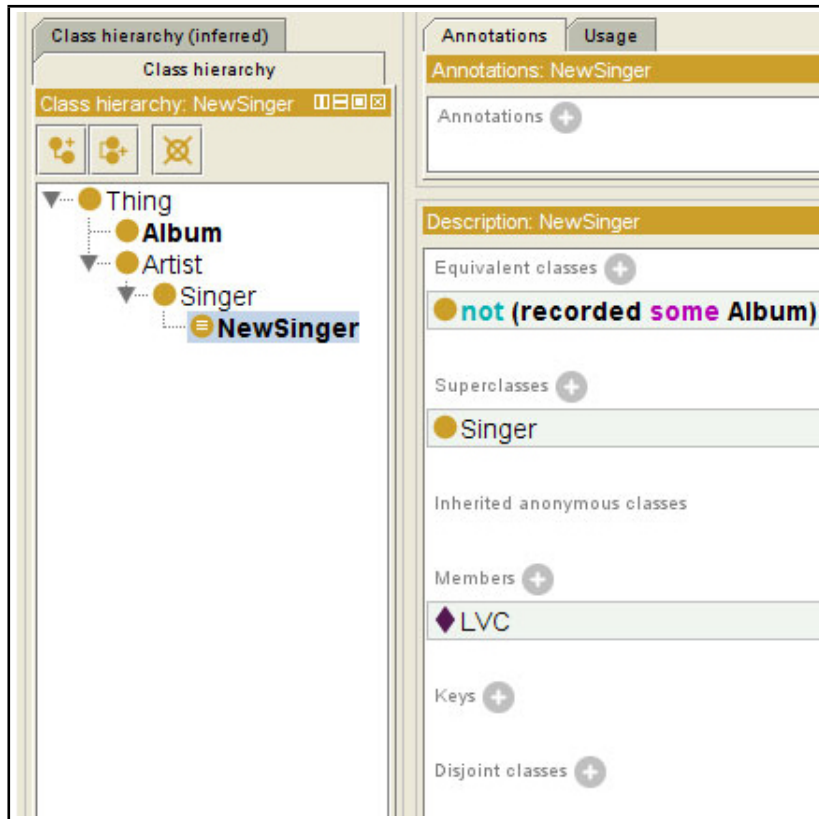 Class hierarchy (inferred)
Class hierarchy
Class hierarchy: NewSinger
Thing
Album
Artist
Singer
NewSinger
Annotations Usage
Annotations: NewSinger
Annotations
Description: NewSinger
Equivalent classes
not (recorded some Album)
Superclasses
Singer
Inherited anonymous classes
Members
LVC
Keys
Disjoint classes